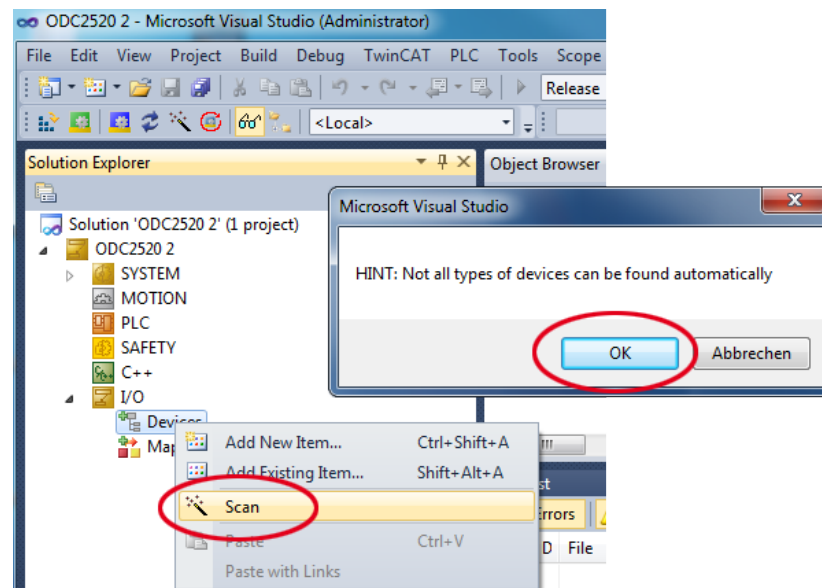 ODC2520 2 - Microsoft Visual Studio (Administrator)
File Edit View Project Build Debug TwinCAT PLC Tools Scope
Release
<Local>
Solution Explorer
Object Browser
Solution 'ODC2520 2' (1 project)
ODC2520 2
SYSTEM
MOTION
PLC
SAFETY
C++
I/O
Devices
Map
Microsoft Visual Studio
HINT: Not all types of devices can be found automatically
OK Abbrechen
Add New Item... Ctrl+Shift+A
Add Existing Item... Shift+Alt+A
Scan
Paste Ctrl+V
Paste with Links
st
Errors
D File